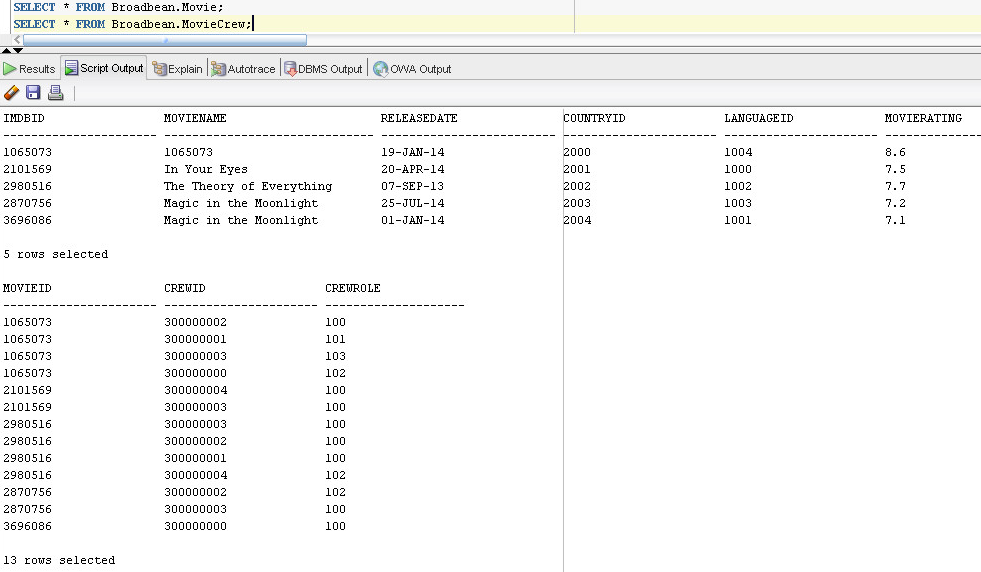 SELECT * FROM Broadbean.Movie;
SELECT * FROM Broadbean.MovieCrew;
Results Script Output Explain Autotrace DBMS Output OWA Output
IMDBID MOVIENAME RELEASEDATE COUNTRYID LANGUAGEID MOVIERATING
---------------------- ------------------------------ ------------------------- ---------------------- ---------------------- --------------
1065073 1065073 19-JAN-14 2000 1004 8.6
2101569 In Your Eyes 20-APR-14 2001 1000 7.5
2980516 The Theory of Everything 07-SEP-13 2002 1002 7.7
2870756 Magic in the Moonlight 25-JUL-14 2003 1003 7.2
3696086 Magic in the Moonlight 01-JAN-14 2004 1001 7.1
5 rows selected
MOVIEID CREWID CREWROLE
---------------------- ---------------------- --------------------
1065073 300000002 100
1065073 300000001 101
1065073 300000003 103
1065073 300000000 102
2101569 300000004 100
2101569 300000003 100
2980516 300000003 100
2980516 300000002 100
2980516 300000001 100
2980516 300000004 102
2870756 300000002 102
2870756 300000003 100
3696086 300000000 100
13 rows selected